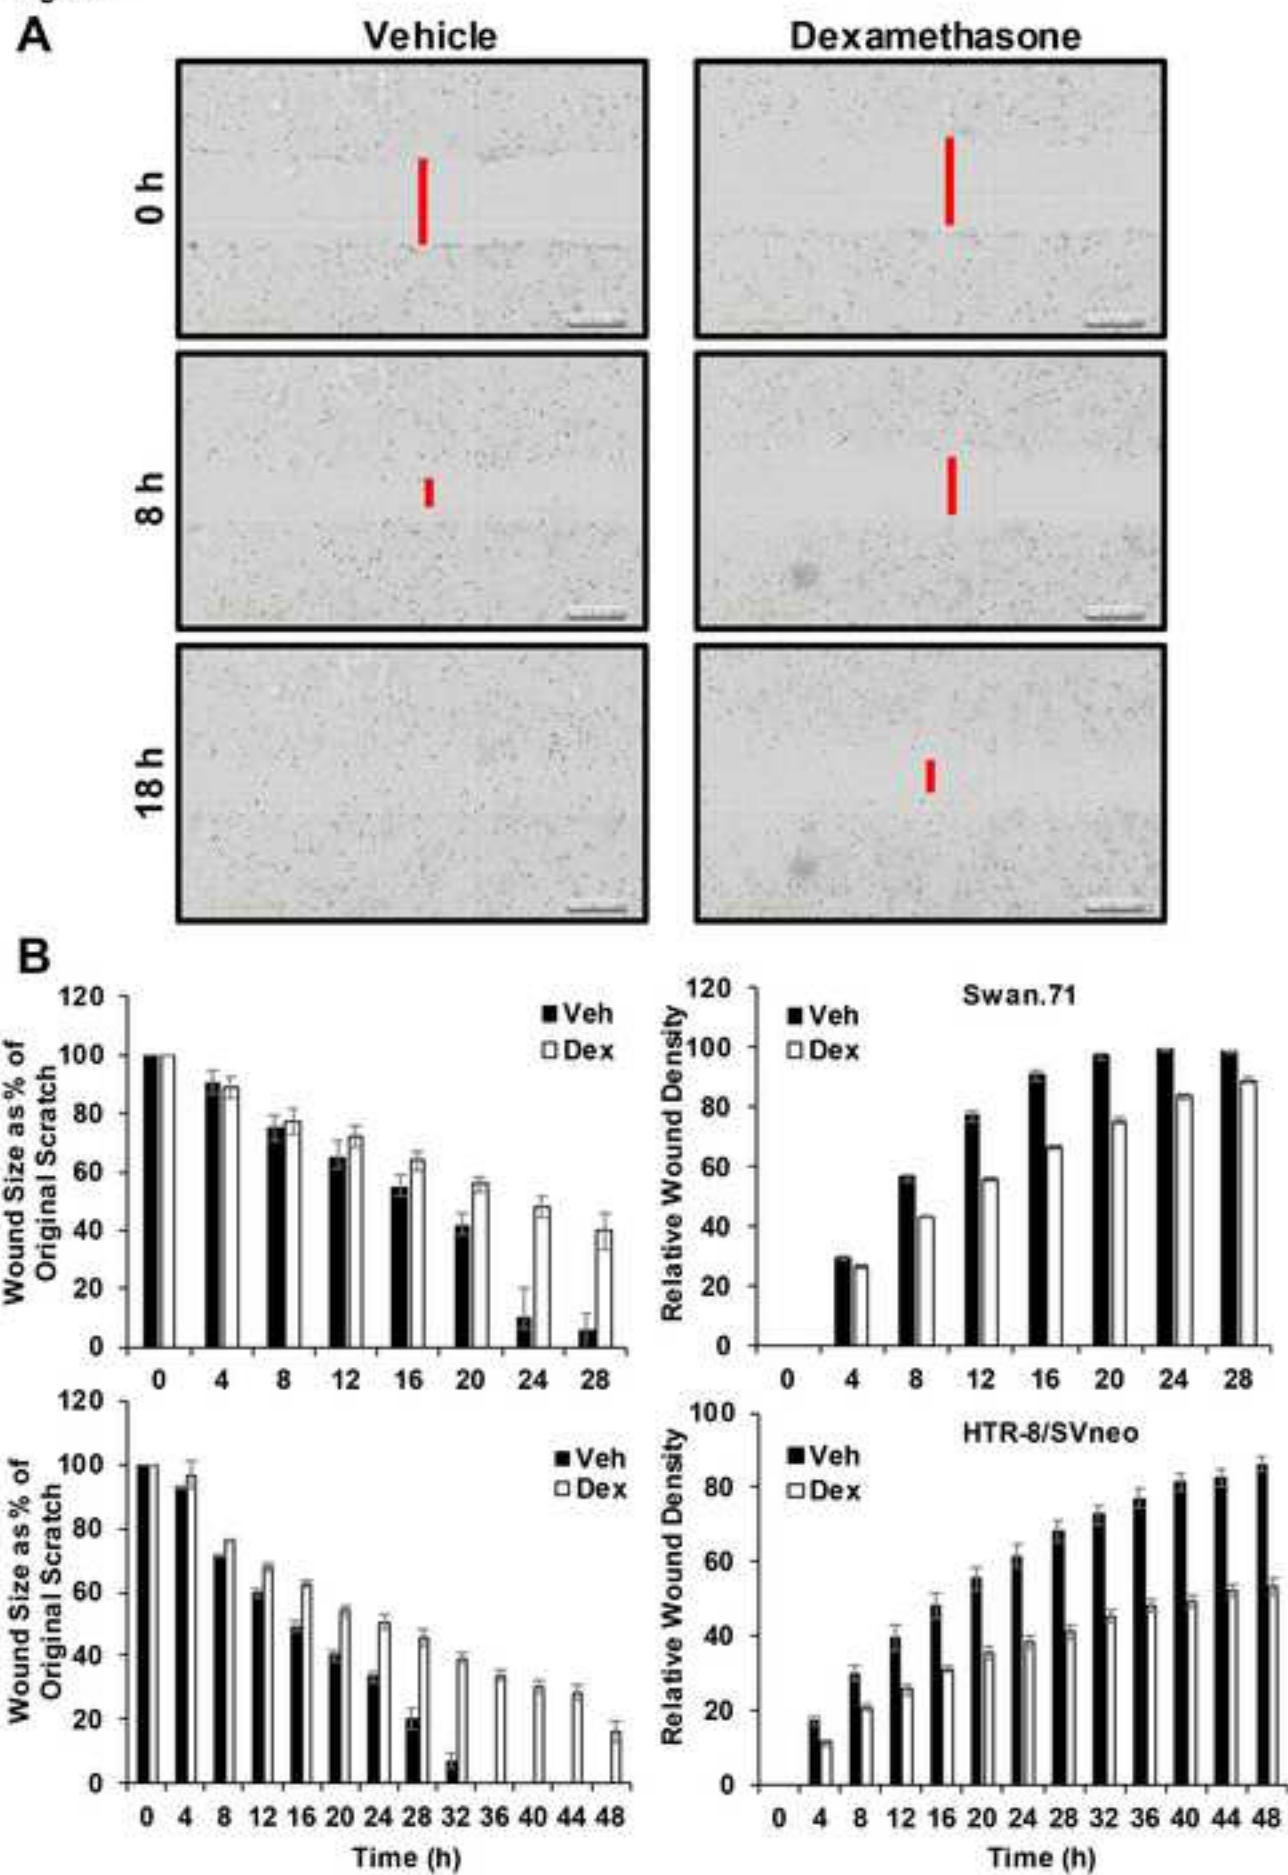 A
Vehicle Dexamethasone
0 h
8 h
18 h
B
Wound Size as % of
Original Scratch
120
100
80
60
40
20
0
Veh
Dex
0 4 8 12 16 20 24 28
Relative Wound Density
120
100
80
60
40
20
0
Swan.71
Veh
Dex
0 4 8 12 16 20 24 28
Wound Size as % of
Original Scratch
120
100
80
60
40
20
0
Veh
Dex
0 4 8 12 16 20 24 28 32 36 40 44 48
Time (h)
Relative Wound Density
100
80
60
40
20
0
HTR-8/SVneo
Veh
Dex
0 4 8 12 16 20 24 28 32 36 40 44 48
Time (h)